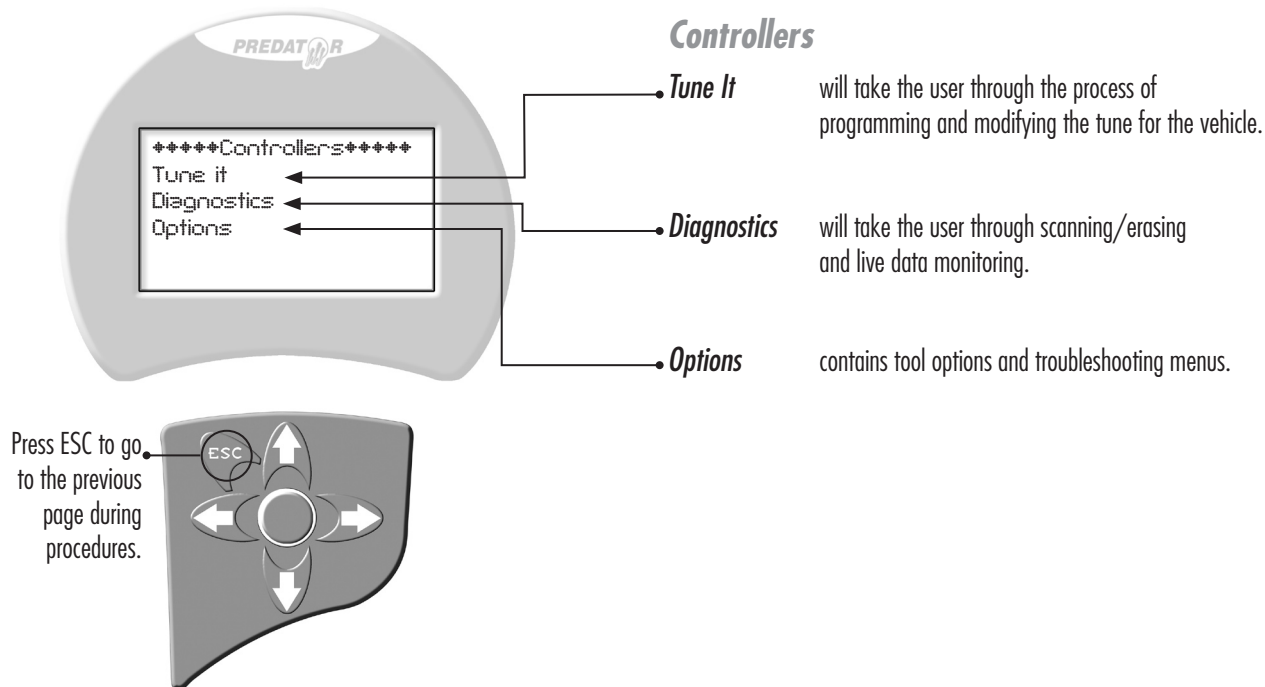 PREDATOR
+++++Controllers+++++
Tune it
Diagnostics
Options
Controllers
Tune It
will take the user through the process of
programming and modifying the tune for the vehicle.
Diagnostics
will take the user through scanning/erasing
and live data monitoring.
Options
contains tool options and troubleshooting menus.
Press ESC to go
to the previous
page during
procedures.
ESC